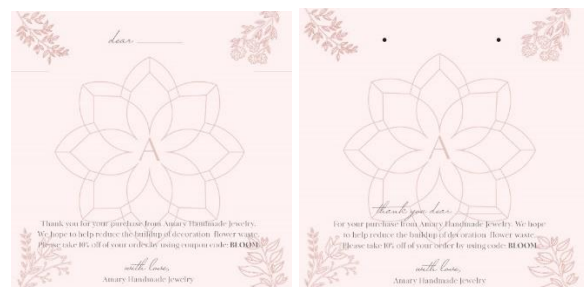 dear
A
Thank you for your purchase from Amary Handmade Jewelry.
We hope to help reduce the buildup of decoration flower waste.
Please take 10% off of your order by using coupon code: BLOOM
with love,
Amary Handmade Jewelry
A
thank you dear
For your purchase from Amary Handmade Jewelry. We hope
to help reduce the buildup of decoration flower waste.
Please take 10% off of your order by using code: BLOOM
with love,
Amary Handmade Jewelry